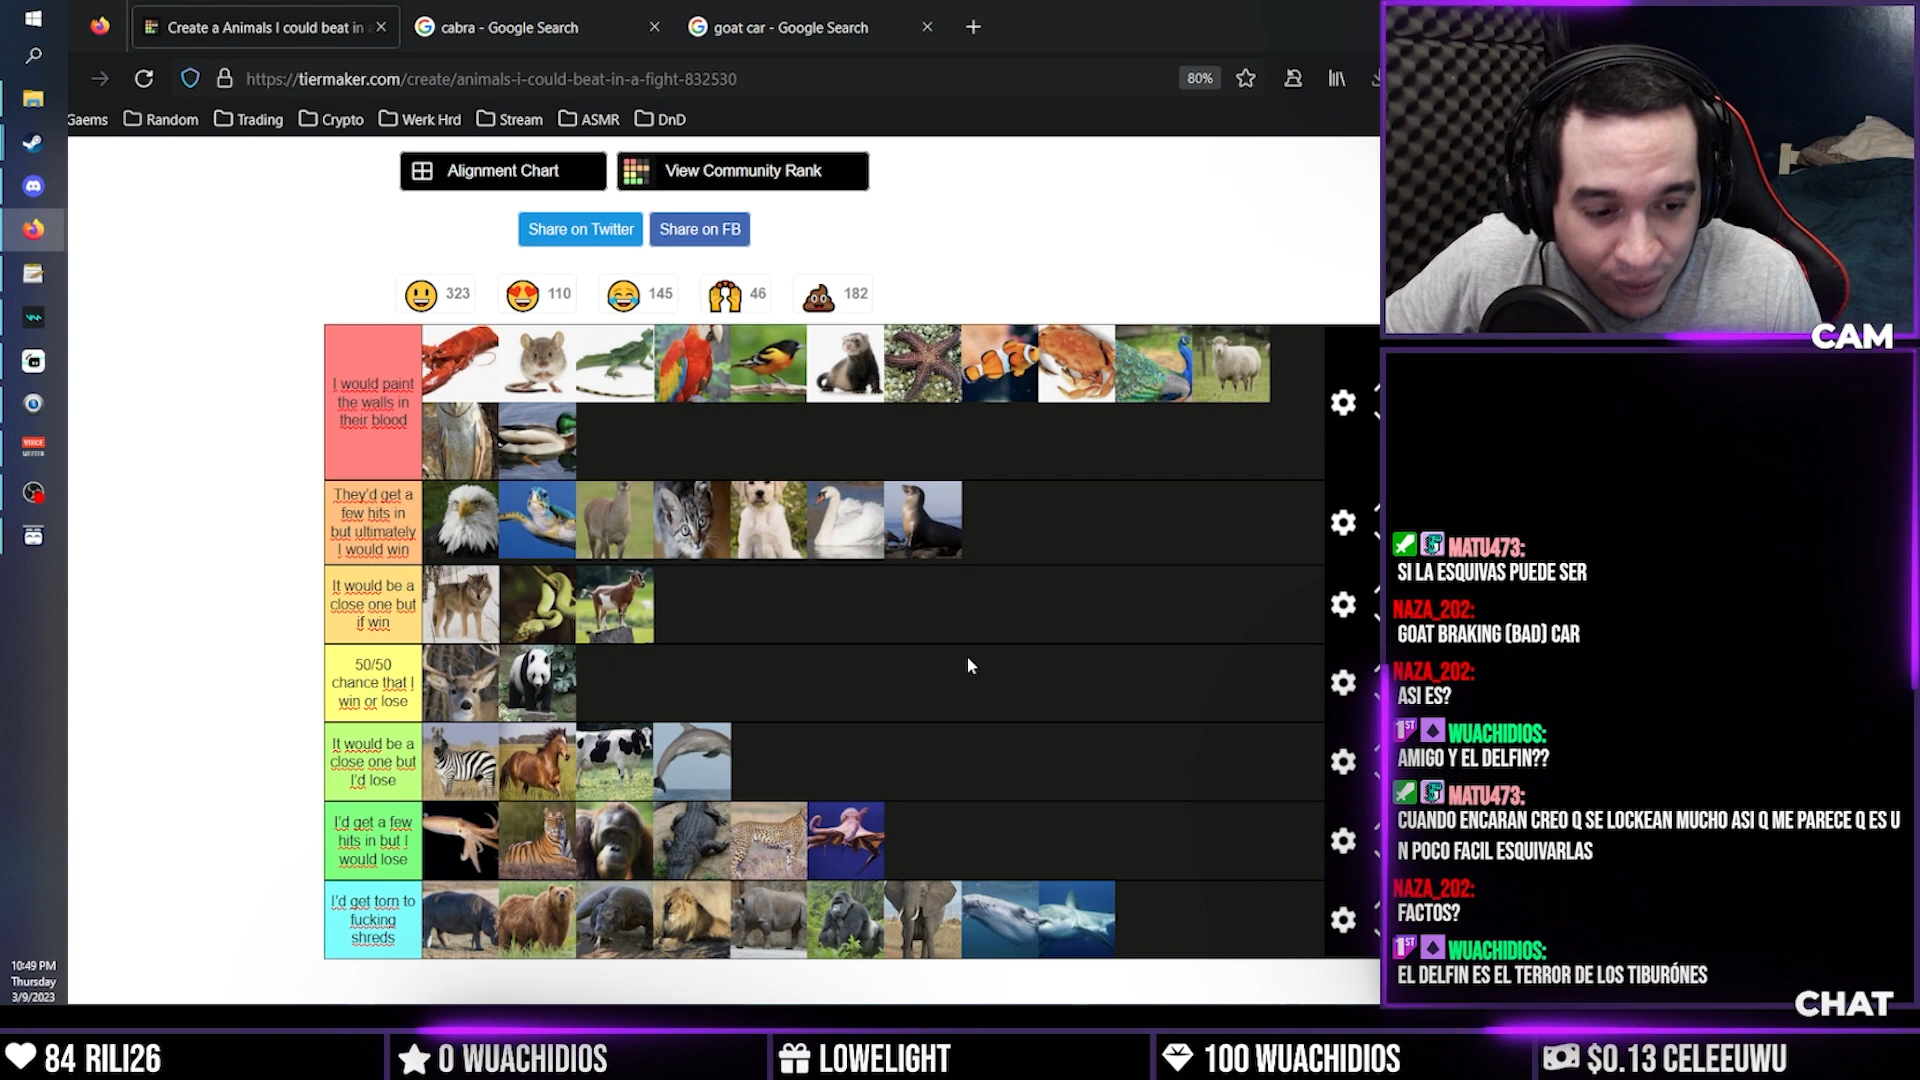 Create a Animals I could beat in a
cabra - Google Search
goat car - Google Search
https://tiermaker.com/create/animals-i-could-beat-in-a-fight-832530
80%
Gaems
Random
Trading
Crypto
Werk Hrd
Stream
ASMR
DnD
Alignment Chart
View Community Rank
Share on Twitter
Share on FB
323
110
145
46
182
I would paint
the walls in
their blood
They'd get a
few hits in
but ultimately
I would win
It would be a
close one but
if win
50/50
chance that I
win or lose
It would be a
close one but
I'd lose
I'd get a few
hits in but I
would lose
I'd get torn to
fucking
shreds
10:49 PM
Thursday
3/9/2023
CAM
MATU473:
SI LA ESQUIVAS PUEDE SER
NAZA_202:
GOAT BRAKING (BAD) CAR
NAZA_202:
ASI ES?
1ST WUACHIDIOS:
AMIGO Y EL DELFIN??
MATU473:
CUANDO ENCARAN CREO Q SE LOCKEAN MUCHO ASI Q ME PARECE Q ES U
N POCO FACIL ESQUIVARLAS
NAZA_202:
FACTOS?
1ST WUACHIDIOS:
EL DELFIN ES EL TERROR DE LOS TIBURÓNES
CHAT
84 RILI26
0 WUACHIDIOS
LOWELIGHT
100 WUACHIDIOS
$0.13 CELEEUWU